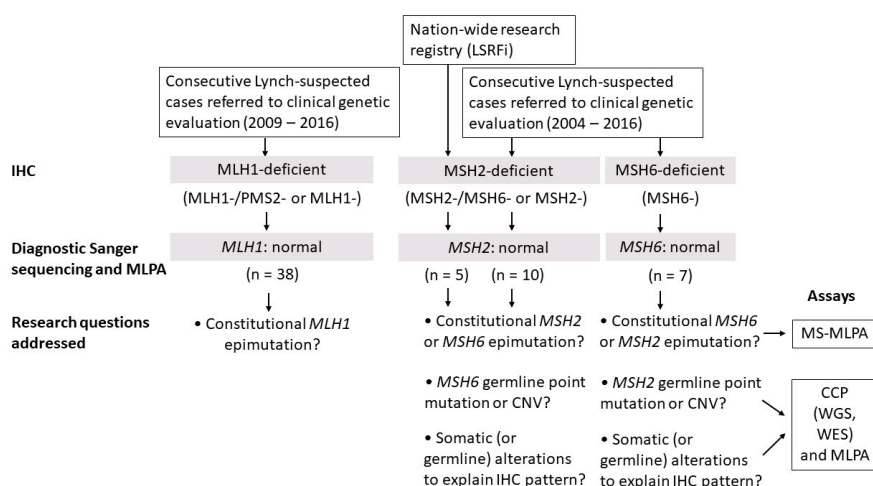 Nation-wide research
registry (LSRFi)
Consecutive Lynch-suspected
cases referred to clinical genetic
evaluation (2009 – 2016)
Consecutive Lynch-suspected
cases referred to clinical genetic
evaluation (2004 – 2016)
IHC
MLH1-deficient
(MLH1-/PMS2- or MLH1-)
MSH2-deficient
(MSH2-/MSH6- or MSH2-)
MSH6-deficient
(MSH6-)
Diagnostic Sanger
sequencing and MLPA
MLH1: normal
(n = 38)
MSH2: normal
(n = 5) (n = 10)
MSH6: normal
(n = 7)
Research questions
addressed
• Constitutional MLH1
epimutation?
• Constitutional MSH2
or MSH6 epimutation?
• MSH6 germline point
mutation or CNV?
• Somatic (or
germline) alterations
to explain IHC pattern?
• Constitutional MSH6
or MSH2 epimutation?
• MSH2 germline point
mutation or CNV?
• Somatic (or
germline) alterations
to explain IHC pattern?
Assays
MS-MLPA
CCP
(WGS,
WES)
and MLPA